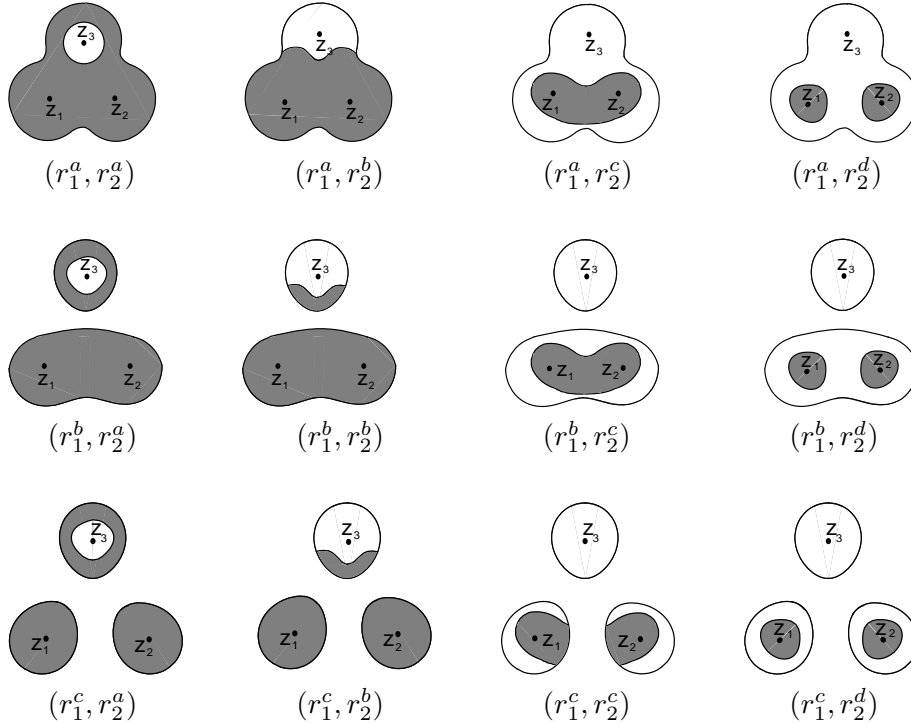 z₃ z₃ z₃ z₃
z₁ z₂ z₁ z₂ z₁ z₂ z₁ z₂
(r₁ᵃ, r₂ᵃ) (r₁ᵃ, r₂ᵇ) (r₁ᵃ, r₂ᶜ) (r₁ᵃ, r₂ᵈ)
z₃ z₃ z₃ z₃
z₁ z₂ z₁ z₂ z₁ z₂ z₁ z₂
(r₁ᵇ, r₂ᵃ) (r₁ᵇ, r₂ᵇ) (r₁ᵇ, r₂ᶜ) (r₁ᵇ, r₂ᵈ)
z₃ z₃ z₃ z₃
z₁ z₂ z₁ z₂ z₁ z₂ z₁ z₂
(r₁ᶜ, r₂ᵃ) (r₁ᶜ, r₂ᵇ) (r₁ᶜ, r₂ᶜ) (r₁ᶜ, r₂ᵈ)